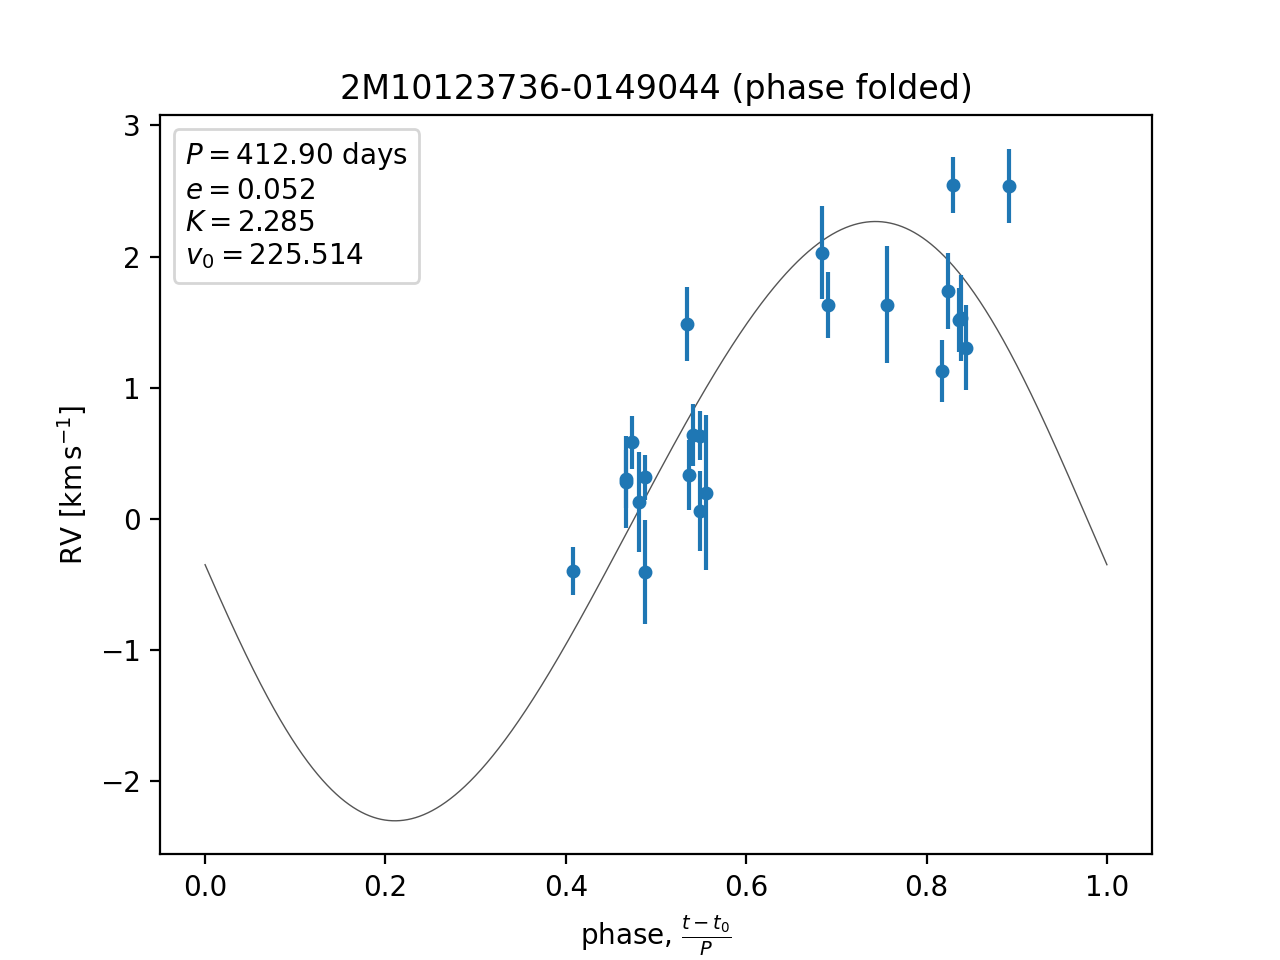 2M10123736-0149044 (phase folded)
P = 412.90 days
e = 0.052
K = 2.285
v₀ = 225.514
3
2
1
0
−1
−2
RV [km s⁻¹]
0.0 0.2 0.4 0.6 0.8 1.0
phase, (t − t₀)/P